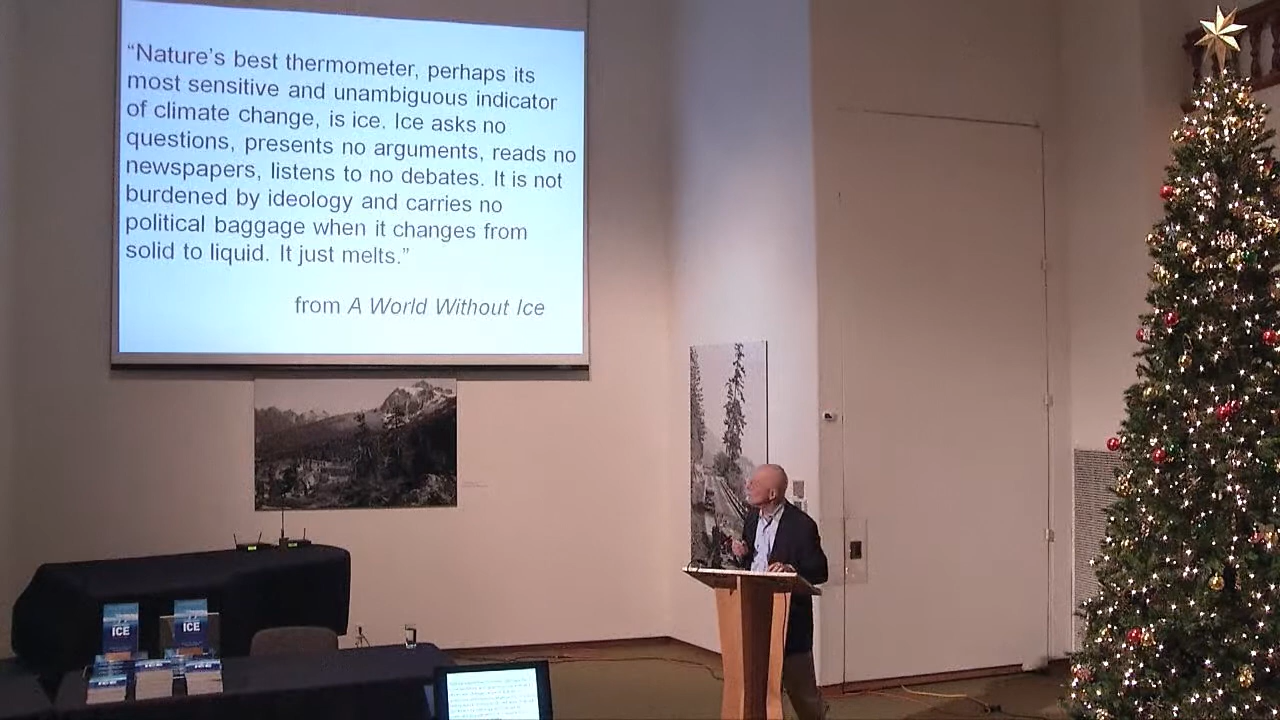 “Nature’s best thermometer, perhaps its
most sensitive and unambiguous indicator
of climate change, is ice. Ice asks no
questions, presents no arguments, reads no
newspapers, listens to no debates. It is not
burdened by ideology and carries no
political baggage when it changes from
solid to liquid. It just melts.”
from A World Without Ice
ICE
ICE